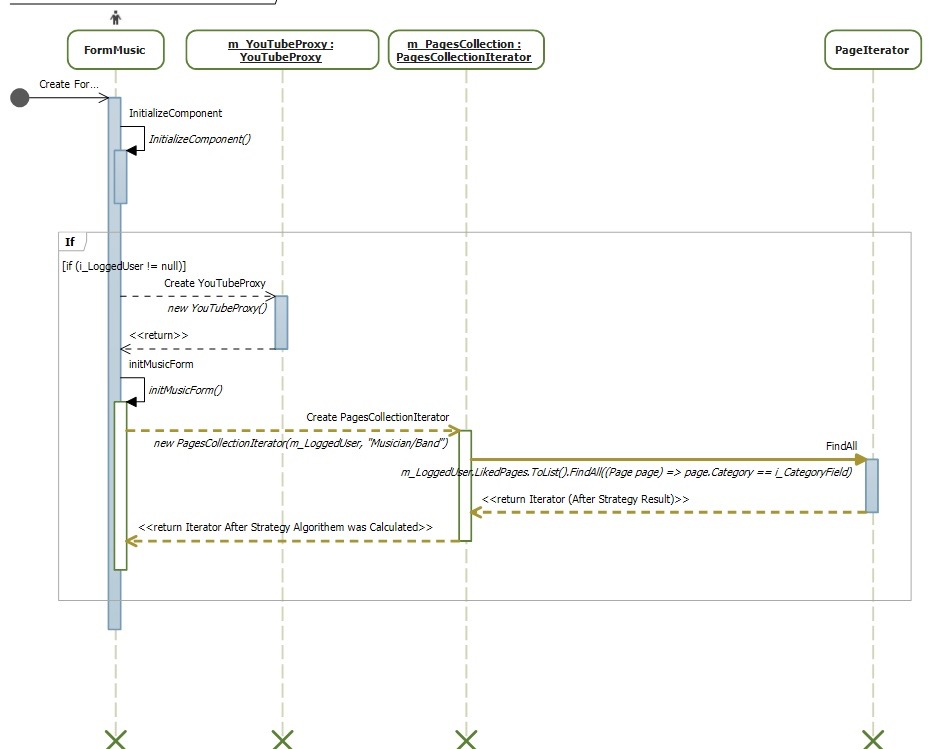 FormMusic
m_YouTubeProxy :
YouTubeProxy
m_PagesCollection :
PagesCollectionIterator
PageIterator
Create For...
InitializeComponent
InitializeComponent()
If
[if (i_LoggedUser != null)]
Create YouTubeProxy
new YouTubeProxy()
<<return>>
initMusicForm
initMusicForm()
Create PagesCollectionIterator
new PagesCollectionIterator(m_LoggedUser, "Musician/Band")
FindAll
m_LoggedUser.LikedPages.ToList().FindAll((Page page) => page.Category == i_CategoryField)
<<return Iterator (After Strategy Result)>>
<<return Iterator After Strategy Algorithem was Calculated>>